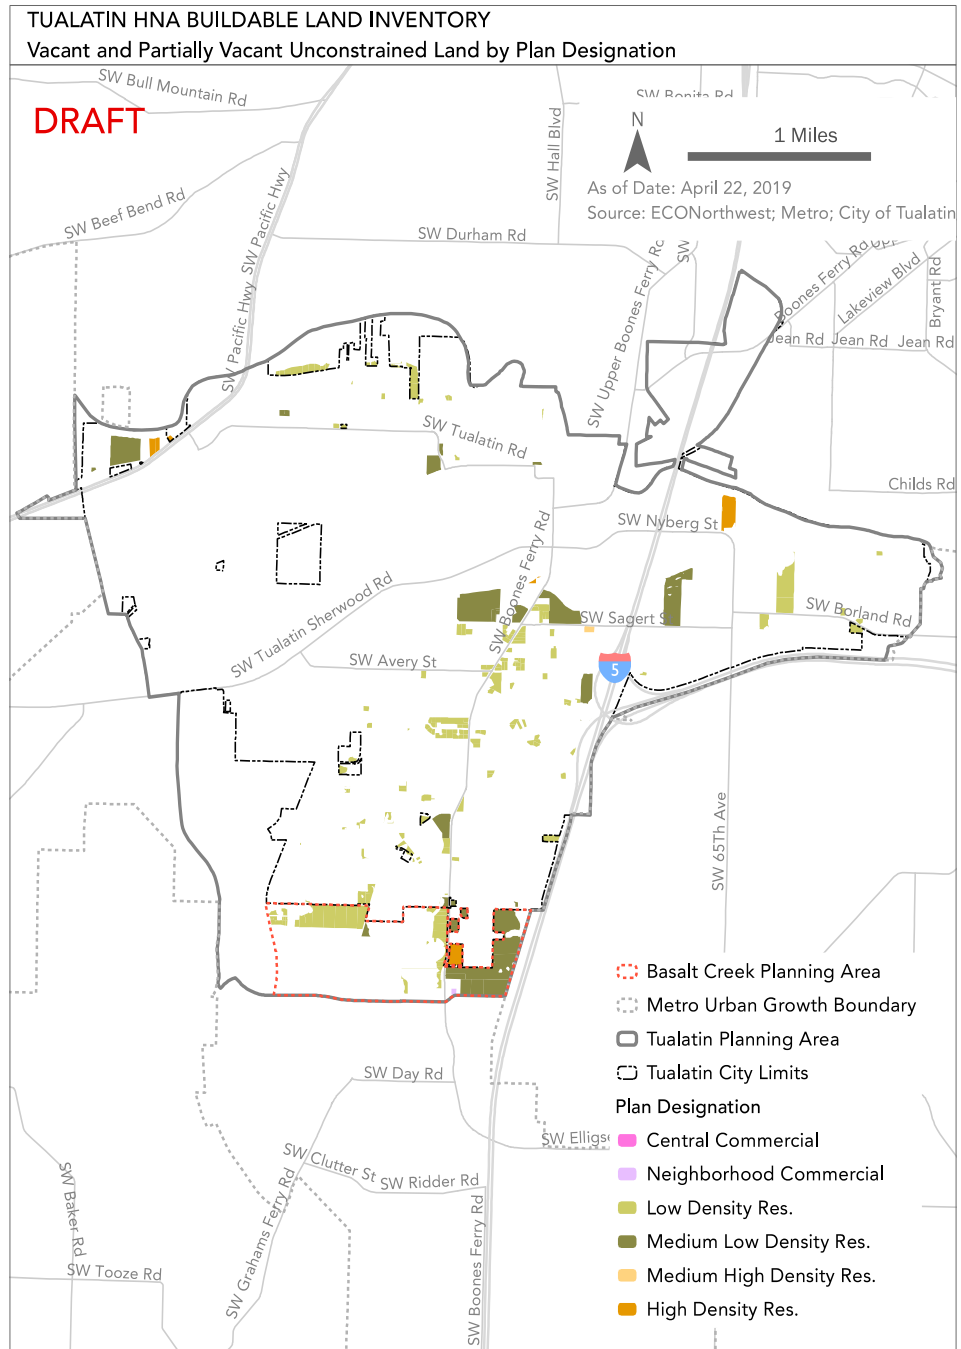 TUALATIN HNA BUILDABLE LAND INVENTORY
Vacant and Partially Vacant Unconstrained Land by Plan Designation
DRAFT
SW Bull Mountain Rd
SW Bonita Rd
N
1 Miles
As of Date: April 22, 2019
Source: ECONorthwest; Metro; City of Tualatin
SW Hall Blvd
SW Beef Bend Rd
SW Pacific Hwy
SW Pacific Hwy
SW Durham Rd
SW
SW Upper Boones Ferry Rd
Boones Ferry Rd
Upp
Lakeview Blvd
Bryant Rd
Jean Rd
Jean Rd
Jean Rd
SW Tualatin Rd
Childs Rd
SW Nyberg St
SW Boones Ferry Rd
SW Tualatin Sherwood Rd
SW Sagert S
SW Borland Rd
SW Avery St
5
SW 65Th Ave
SW Day Rd
SW Elligs
SW Clutter St
SW Ridder Rd
SW Baker Rd
SW Grahams Ferry Rd
SW Boones Ferry Rd
SW Tooze Rd
Basalt Creek Planning Area
Metro Urban Growth Boundary
Tualatin Planning Area
Tualatin City Limits
Plan Designation
Central Commercial
Neighborhood Commercial
Low Density Res.
Medium Low Density Res.
Medium High Density Res.
High Density Res.